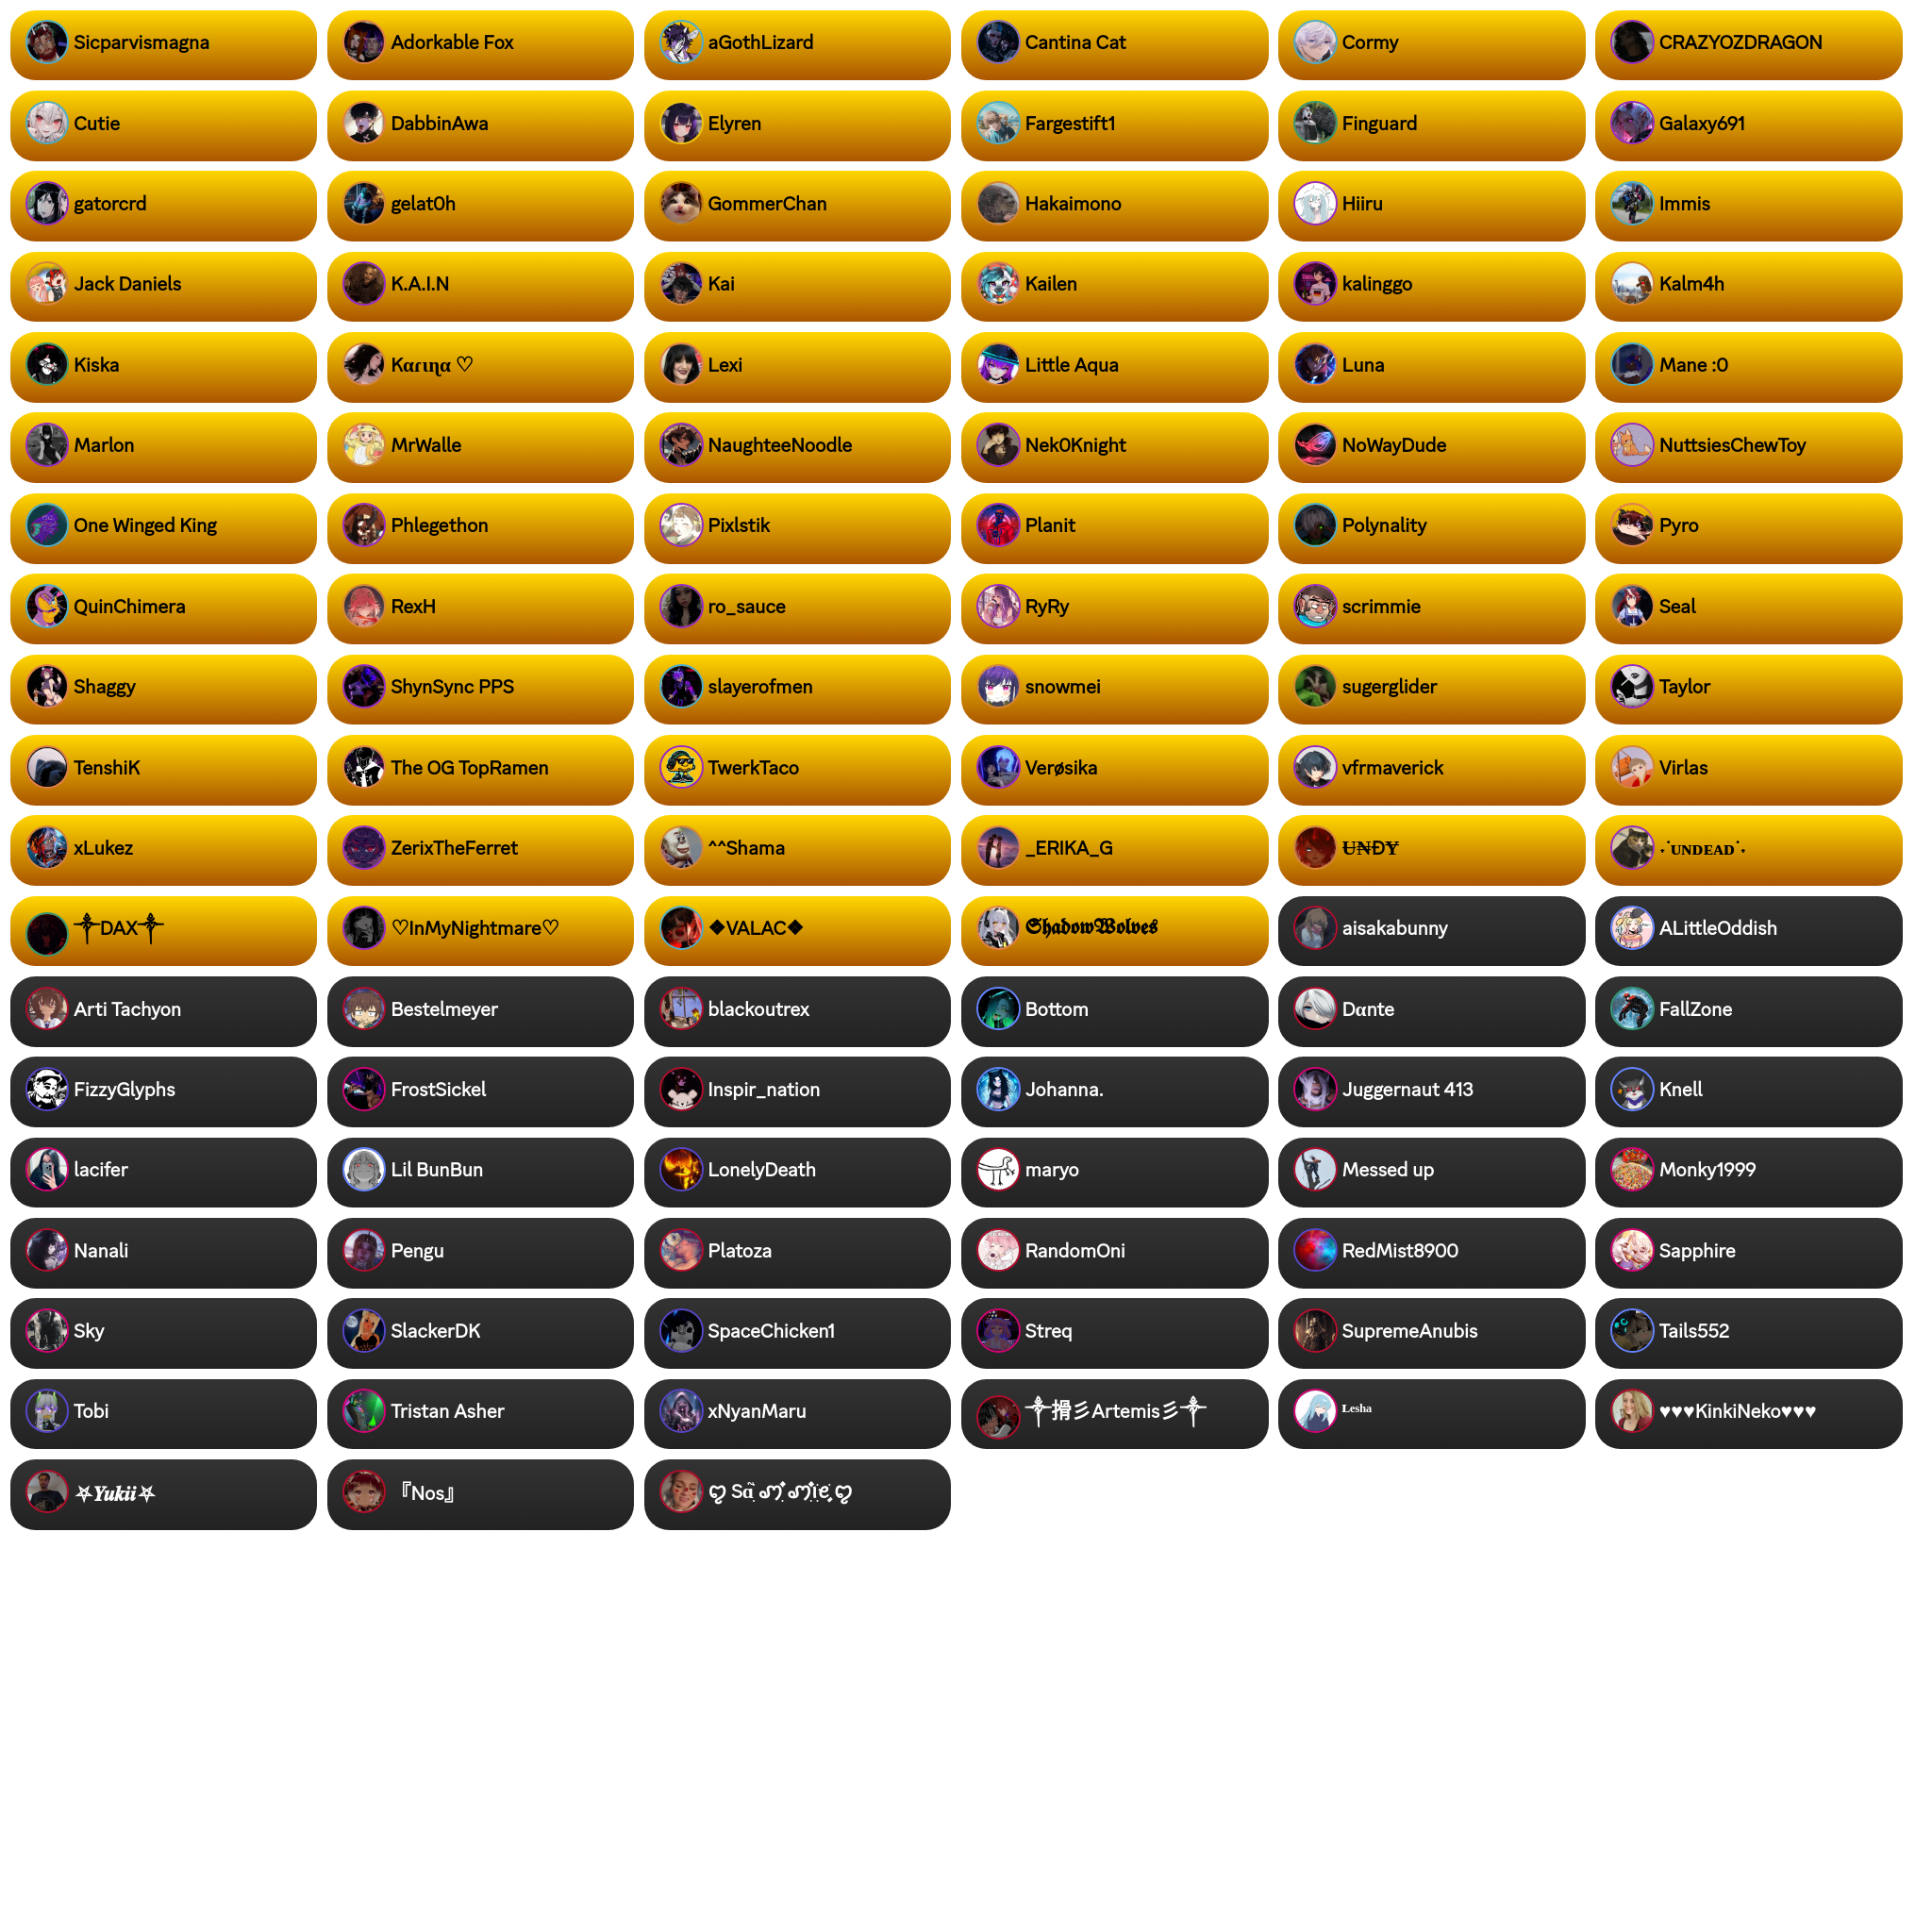 Sicparvismagna
Adorkable Fox
aGothLizard
Cantina Cat
Cormy
CRAZYOZDRAGON
Cutie
DabbinAwa
Elyren
Fargestift1
Finguard
Galaxy691
gatorcrd
gelat0h
GommerChan
Hakaimono
Hiiru
Immis
Jack Daniels
K.A.I.N
Kai
Kailen
kalinggo
Kalm4h
Kiska
Kαɾιɳα ♡
Lexi
Little Aqua
Luna
Mane :0
Marlon
MrWalle
NaughteeNoodle
Nek0Knight
NoWayDude
NuttsiesChewToy
One Winged King
Phlegethon
Pixlstik
Planit
Polynality
Pyro
QuinChimera
RexH
ro_sauce
RyRy
scrimmie
Seal
Shaggy
ShynSync PPS
slayerofmen
snowmei
sugerglider
Taylor
TenshiK
The OG TopRamen
TwerkTaco
Verøsika
vfrmaverick
Virlas
xLukez
ZerixTheFerret
^^Shama
_ERIKA_G
U̶₦ĐɎ
˖˙ᴜɴᴅᴇᴀᴅ˙˖
༒DAX༒
♡InMyNightmare♡
❖VALAC❖
𝕾𝖍𝖆𝖉𝖔𝖜𝖂𝖔𝖑𝖛𝖊𝖘
aisakabunny
ALittleOddish
Arti Tachyon
Bestelmeyer
blackoutrex
Bottom
Dαnte
FallZone
FizzyGlyphs
FrostSickel
Inspir_nation
Johanna.
Juggernaut 413
Knell
lacifer
Lil BunBun
LonelyDeath
maryo
Messed up
Monky1999
Nanali
Pengu
Platoza
RandomOni
RedMist8900
Sapphire
Sky
SlackerDK
SpaceChicken1
Streq
SupremeAnubis
Tails552
Tobi
Tristan Asher
xNyanMaru
༒搰彡Artemis彡༒
ᴸᵉˢʰᵃ
♥♥♥KinkiNeko♥♥♥
⛧𝒀𝒖𝒌𝒊𝒊⛧
『Nos』